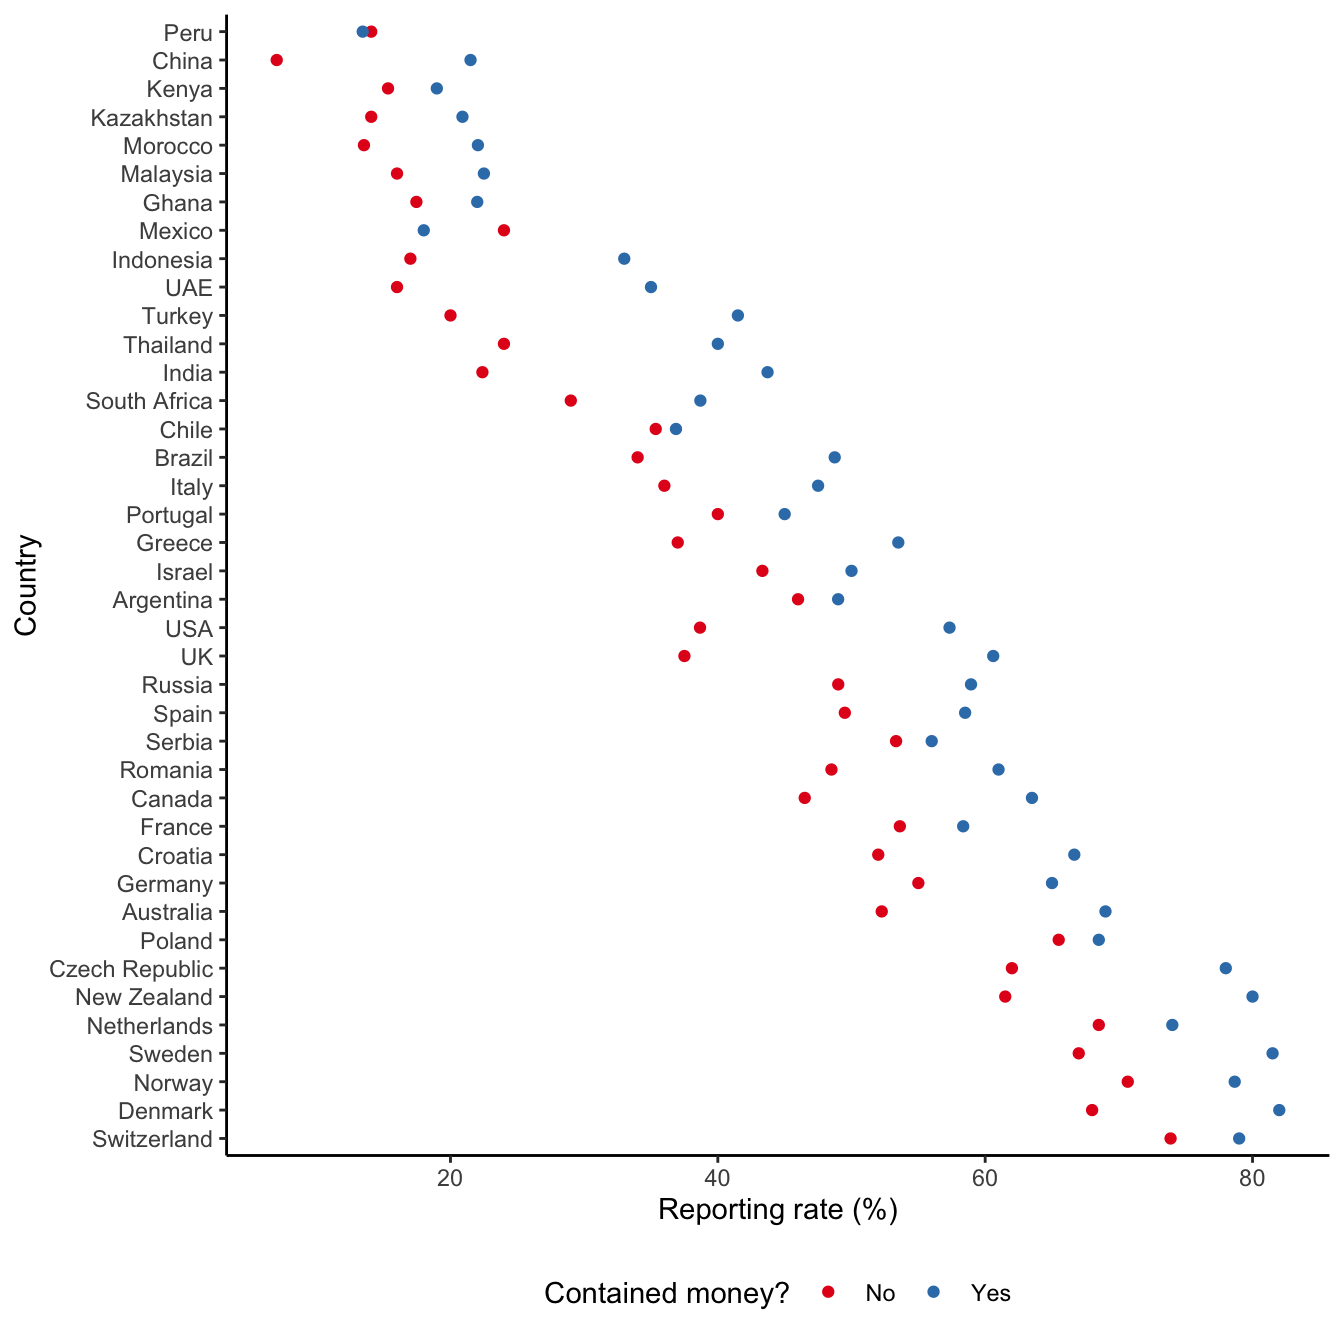 Peru
China
Kenya
Kazakhstan
Morocco
Malaysia
Ghana
Mexico
Indonesia
UAE
Turkey
Thailand
India
South Africa
Chile
Brazil
Italy
Portugal
Greece
Israel
Argentina
USA
UK
Russia
Spain
Serbia
Romania
Canada
France
Croatia
Germany
Australia
Poland
Czech Republic
New Zealand
Netherlands
Sweden
Norway
Denmark
Switzerland
Country
20 40 60 80
Reporting rate (%)
Contained money? No Yes